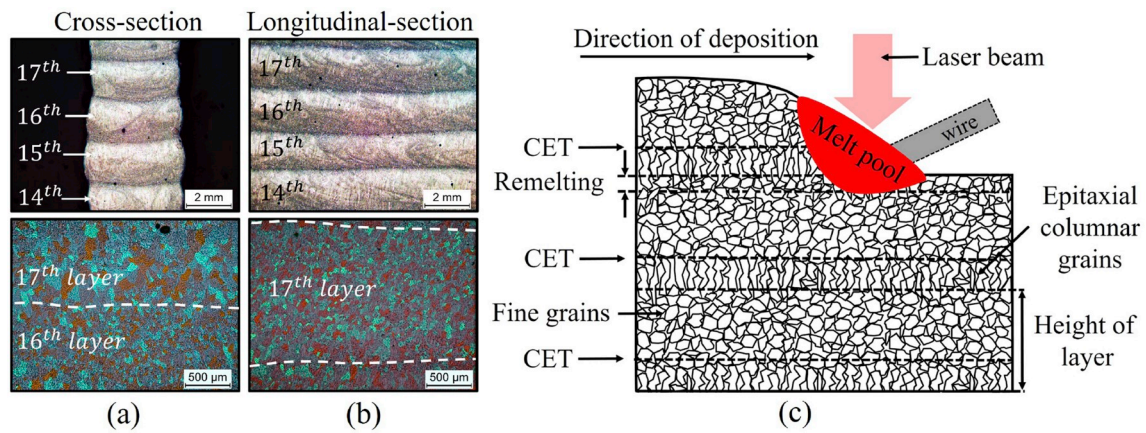 Cross-section
Longitudinal-section
17th
16th
15th
14th
2 mm
17th
16th
15th
14th
2 mm
17th layer
16th layer
500 μm
17th layer
500 μm
(a)
(b)
Direction of deposition
Laser beam
wire
Melt pool
CET
Remelting
CET
Fine grains
CET
Epitaxial
columnar
grains
Height of
layer
(c)